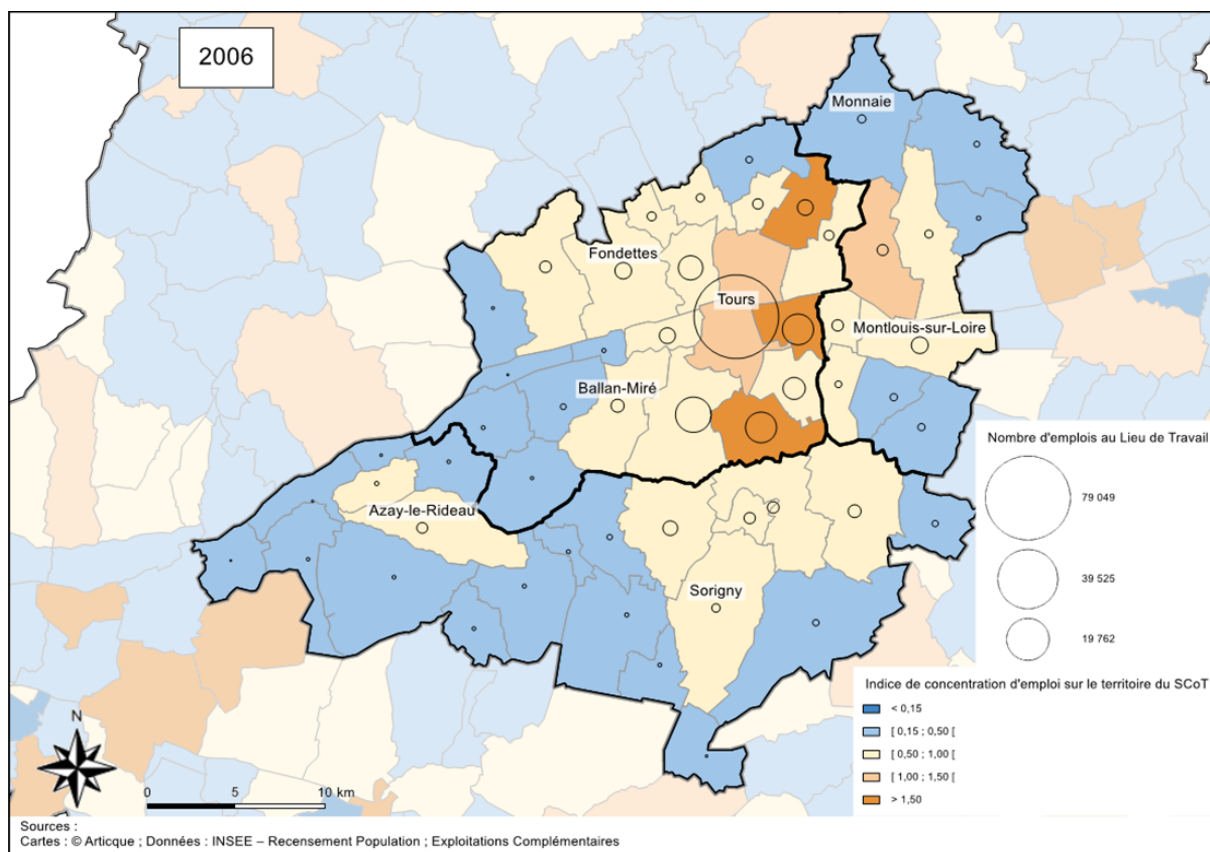 2006
Monnaie
Fondettes
Tours
Montlouis-sur-Loire
Ballan-Miré
Azay-le-Rideau
Sorigny
Nombre d'emplois au Lieu de Travail
79 049
39 525
19 762
Indice de concentration d'emploi sur le territoire du SCoT
< 0,15
[ 0,15 ; 0,50 [
[ 0,50 ; 1,00 [
[ 1,00 ; 1,50 [
> 1,50
N
0 5 10 km
Sources :
Cartes : © Articque ; Données : INSEE – Recensement Population ; Exploitations Complémentaires